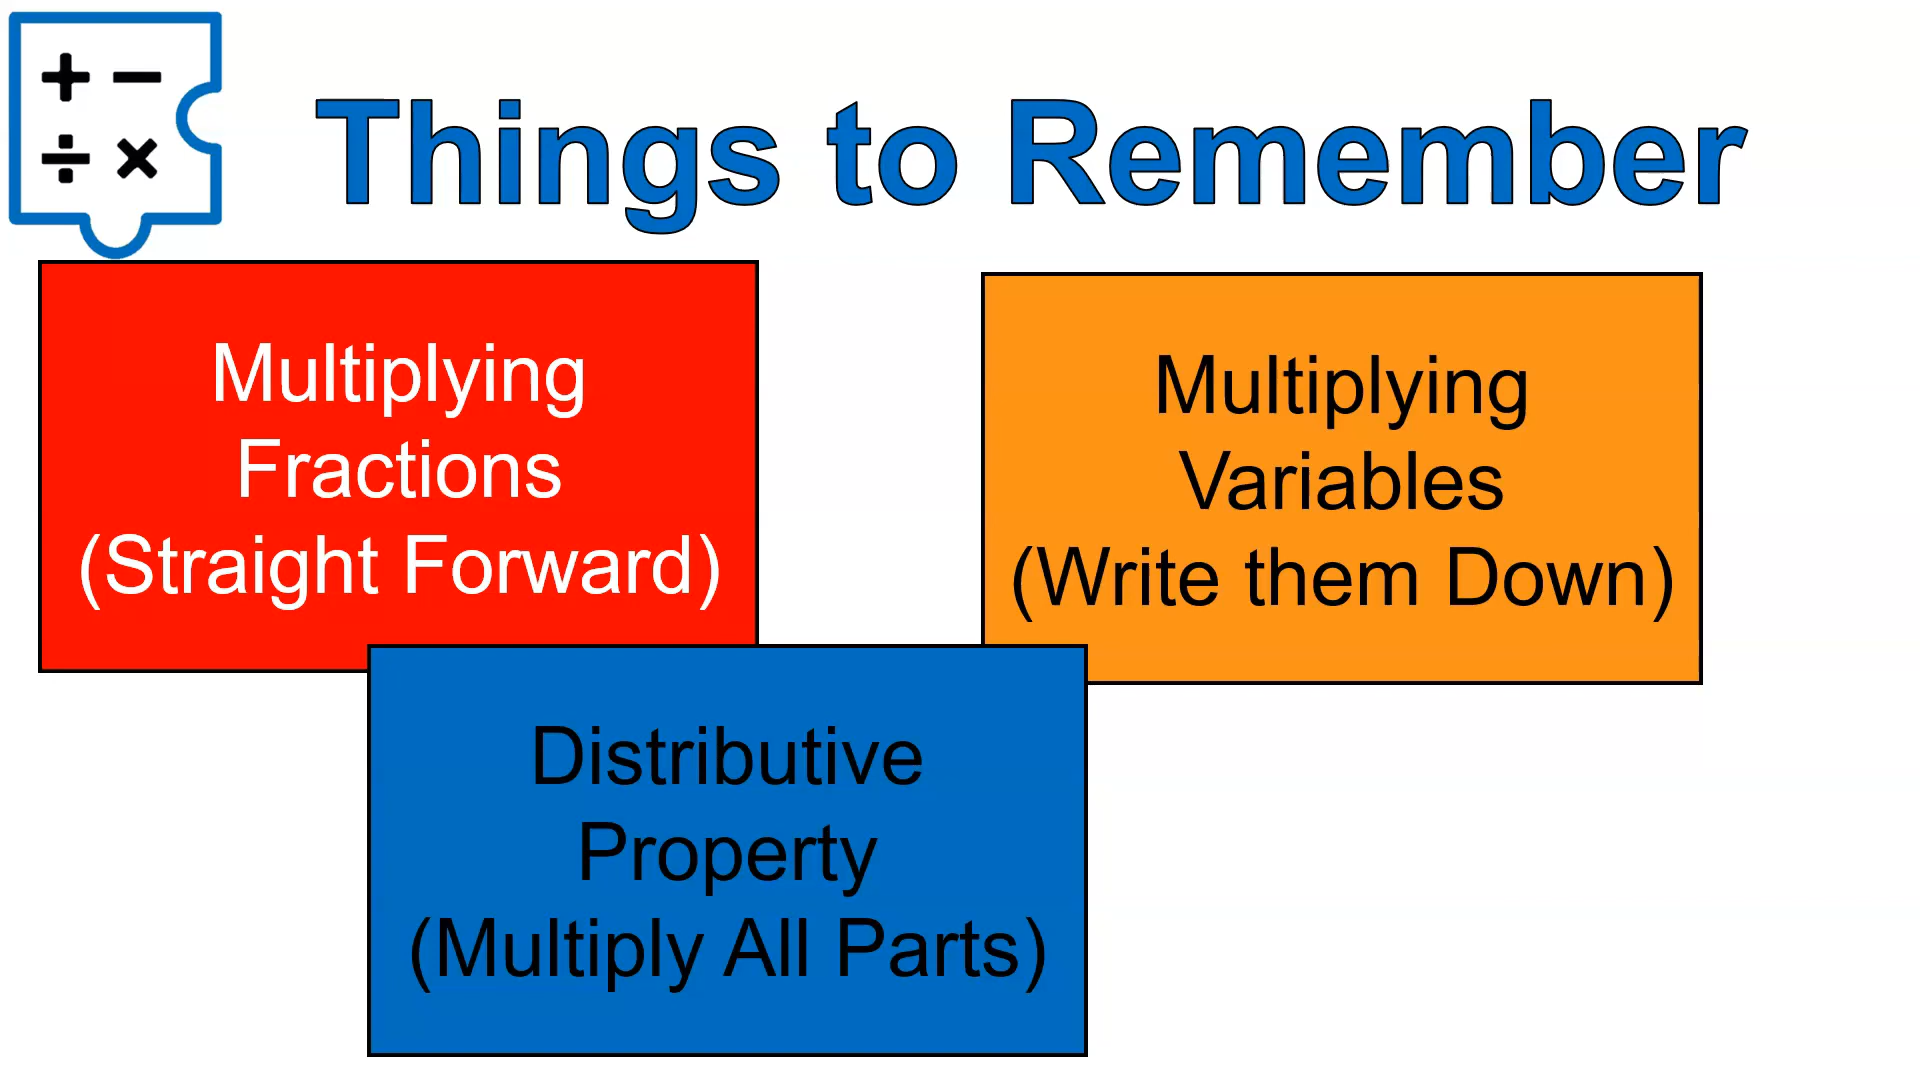 Things to Remember
Multiplying
Fractions
(Straight Forward)
Multiplying
Variables
(Write them Down)
Distributive
Property
(Multiply All Parts)